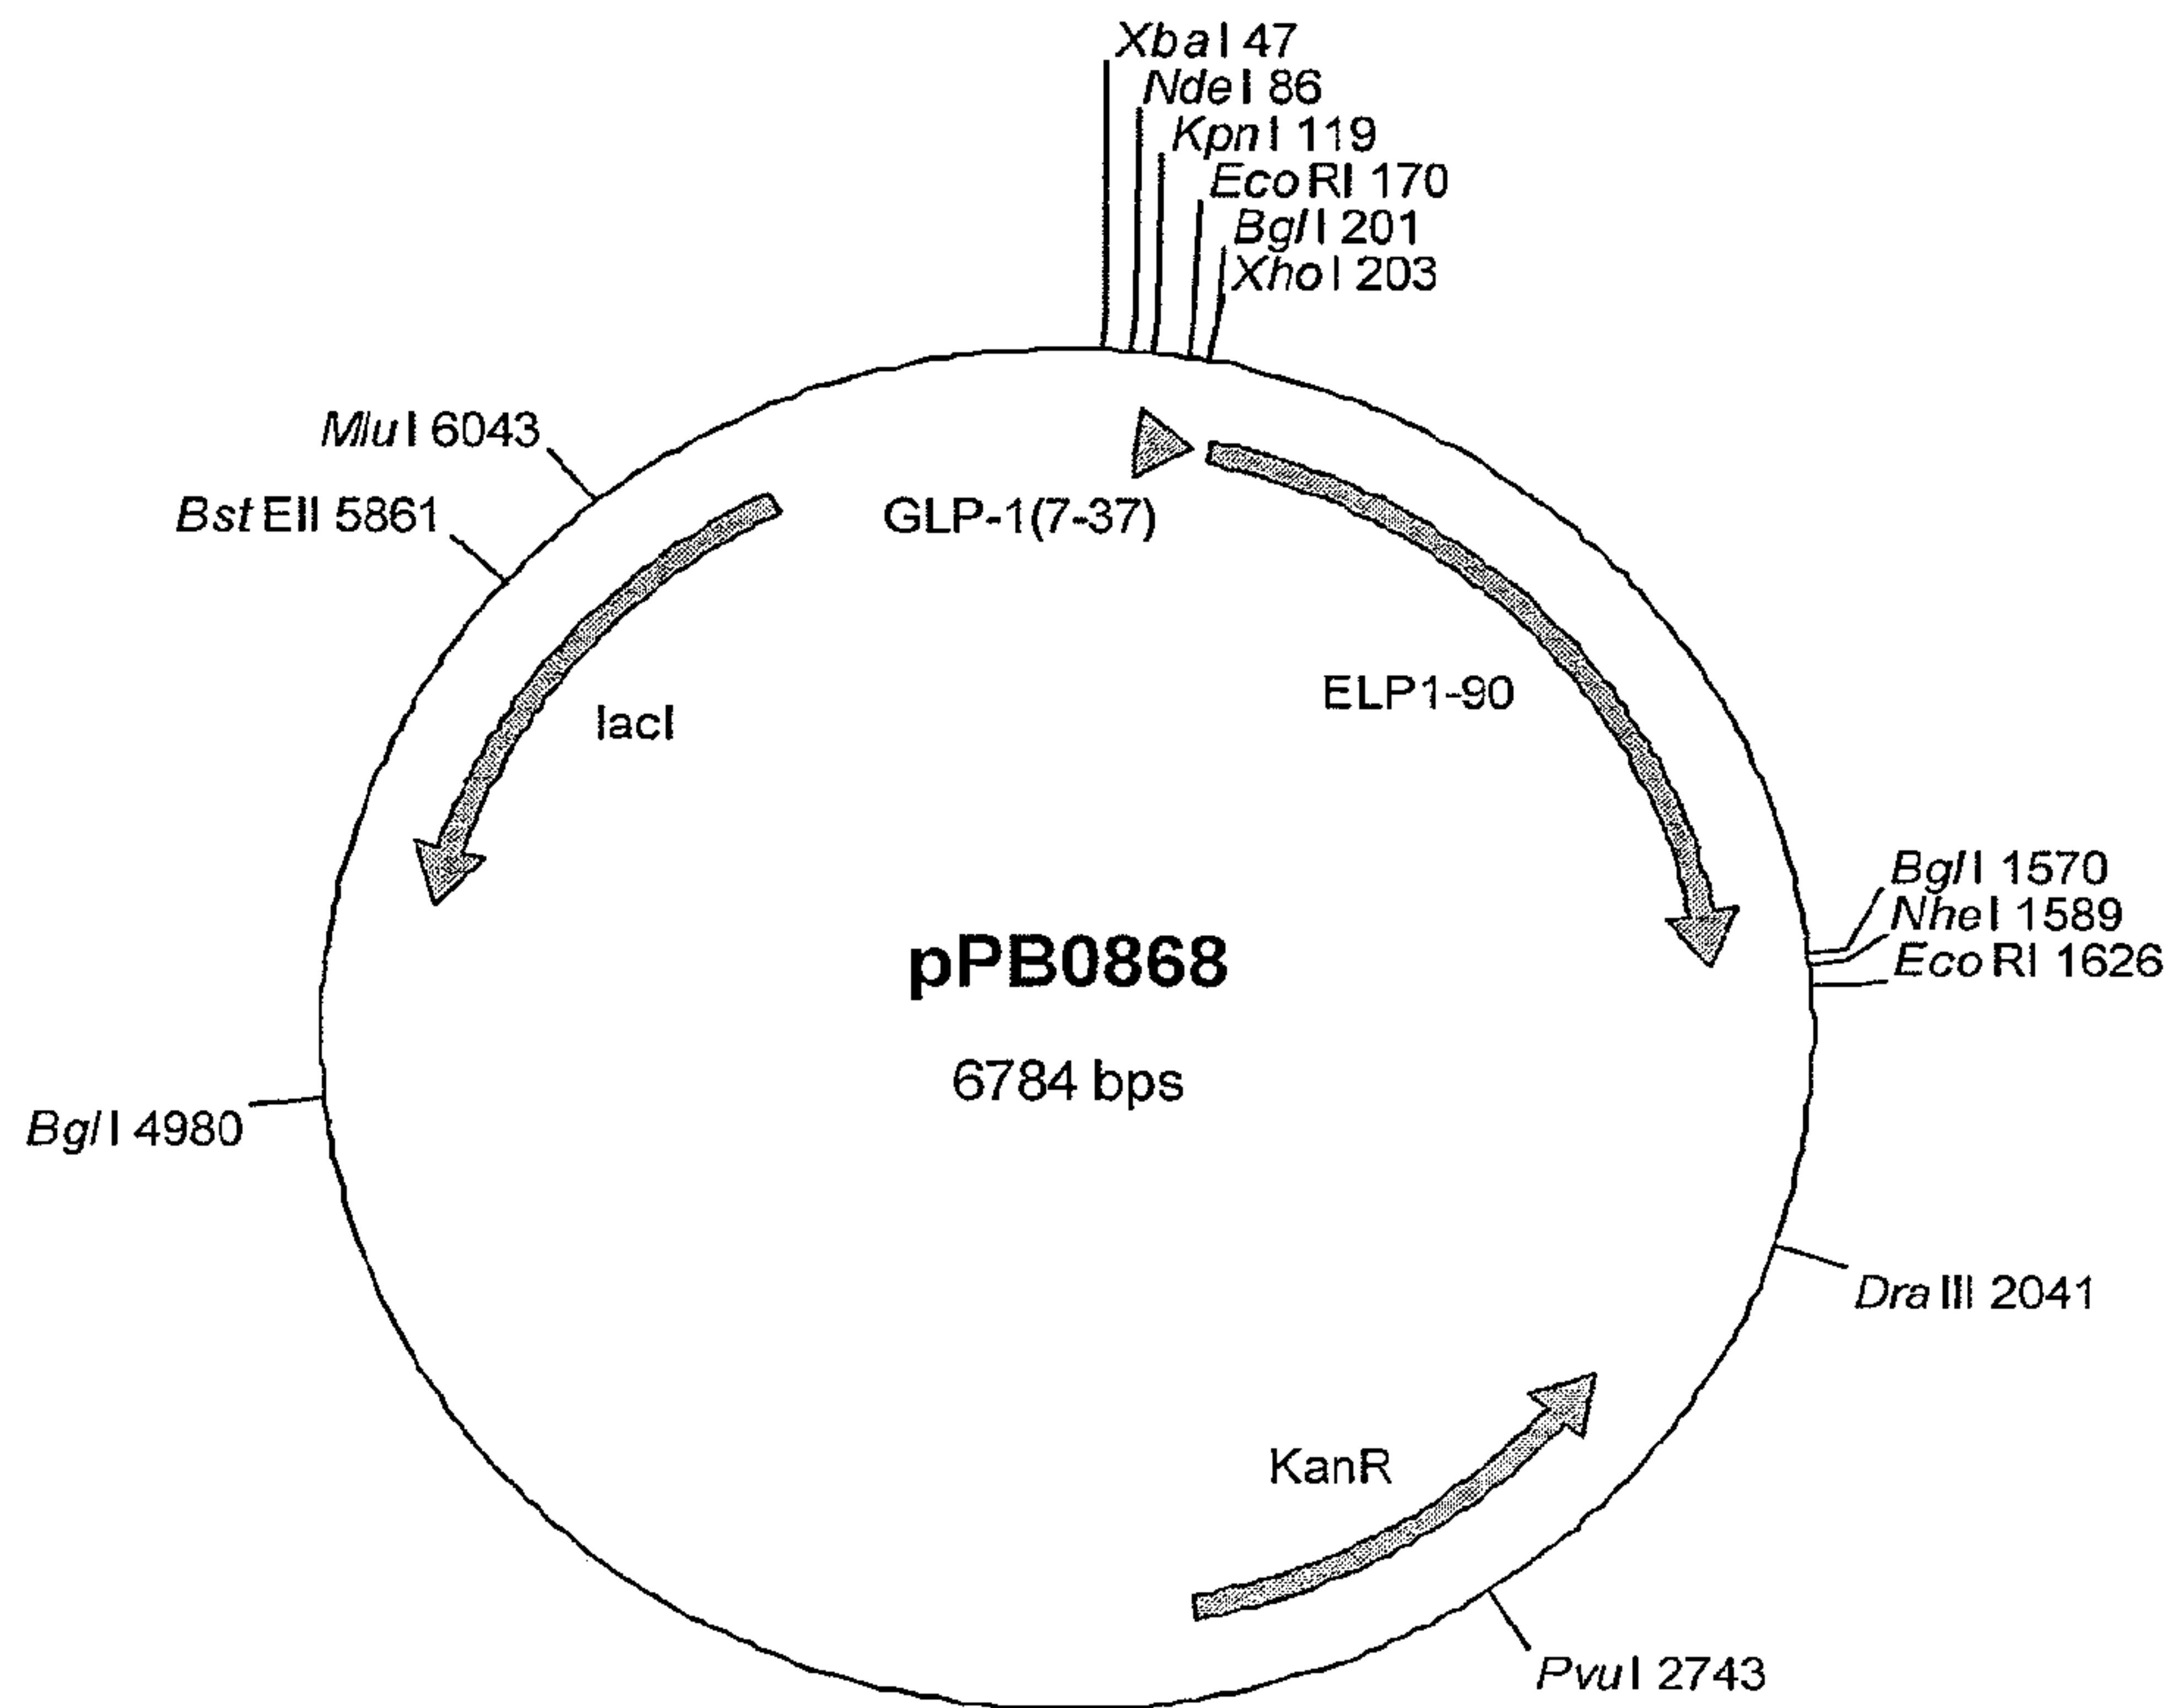 XbaI 47
NdeI 86
KpnI 119
EcoRI 170
BglI 201
XhoI 203
MluI 6043
BstEII 5861
GLP-1(7-37)
ELP1-90
lacI
BglI 1570
NheI 1589
EcoRI 1626
pPB0868
6784 bps
BglI 4980
DraIII 2041
KanR
PvuI 2743